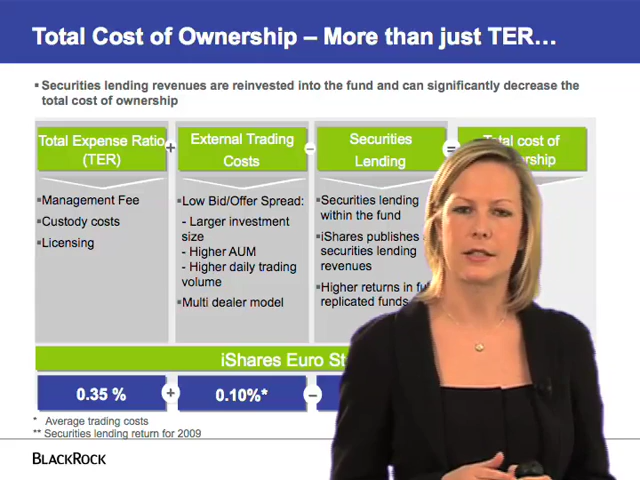 Total Cost of Ownership – More than just TER…
▪Securities lending revenues are reinvested into the fund and can significantly decrease the
total cost of ownership
Total Expense Ratio
(TER)
+
External Trading
Costs
–
Securities
Lending
=
Total cost of
▪Management Fee
▪Custody costs
▪Licensing
▪Low Bid/Offer Spread:
- Larger investment
size
- Higher AUM
- Higher daily trading
volume
▪Multi dealer model
▪Securities lending
within the fund
▪iShares publishes
securities lending
revenues
▪Higher returns in
replicated funds
iShares Euro
0.35 %
+
0.10%*
–
* Average trading costs
** Securities lending return for 2009
BLACKROCK